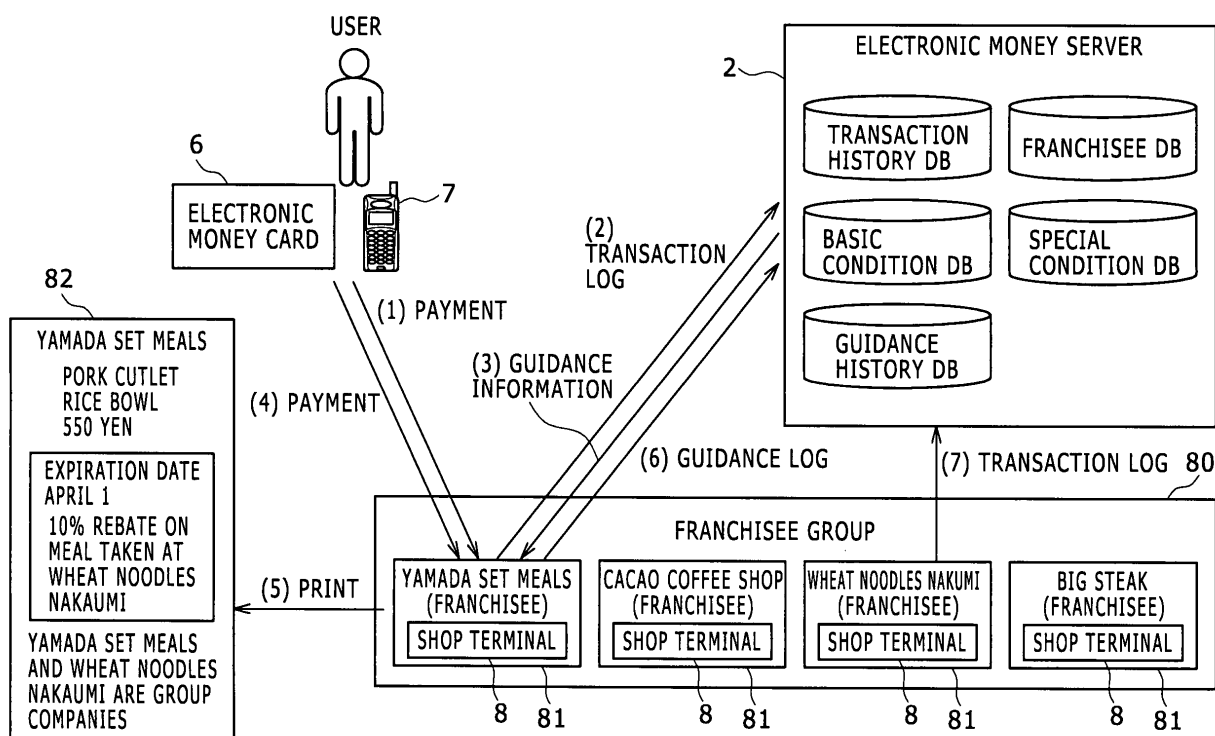 USER
6
ELECTRONIC
MONEY CARD
7
2
ELECTRONIC MONEY SERVER
TRANSACTION
HISTORY DB
FRANCHISEE DB
BASIC
CONDITION DB
SPECIAL
CONDITION DB
GUIDANCE
HISTORY DB
(1) PAYMENT
(4) PAYMENT
(2)
TRANSACTION
LOG
(3) GUIDANCE
INFORMATION
(6) GUIDANCE LOG
(7) TRANSACTION LOG
80
82
YAMADA SET MEALS
PORK CUTLET
RICE BOWL
550 YEN
EXPIRATION DATE
APRIL 1
10% REBATE ON
MEAL TAKEN AT
WHEAT NOODLES
NAKAUMI
YAMADA SET MEALS
AND WHEAT NOODLES
NAKAUMI ARE GROUP
COMPANIES
(5) PRINT
FRANCHISEE GROUP
YAMADA SET MEALS
(FRANCHISEE)
SHOP TERMINAL
8
81
CACAO COFFEE SHOP
(FRANCHISEE)
SHOP TERMINAL
8
81
WHEAT NOODLES NAKUMI
(FRANCHISEE)
SHOP TERMINAL
8
81
BIG STEAK
(FRANCHISEE)
SHOP TERMINAL
8
81